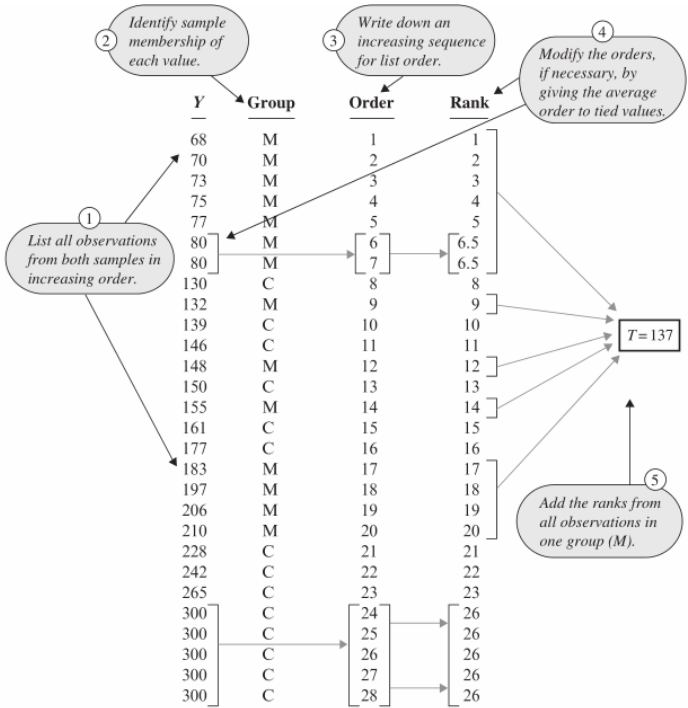 2
Identify sample
membership of
each value.
3
Write down an
increasing sequence
for list order.
4
Modify the orders,
if necessary, by
giving the average
order to tied values.
Y Group Order Rank
68 M 1 1
70 M 2 2
73 M 3 3
75 M 4 4
77 M 5 5
80 M 6 6.5
80 M 7 6.5
130 C 8 8
132 M 9 9
139 C 10 10
146 C 11 11
148 M 12 12
150 C 13 13
155 M 14 14
161 C 15 15
177 C 16 16
183 M 17 17
197 M 18 18
206 M 19 19
210 M 20 20
228 C 21 21
242 C 22 22
265 C 23 23
300 C 24 26
300 C 25 26
300 C 26 26
300 C 27 26
300 C 28 26
1
List all observations
from both samples in
increasing order.
T = 137
5
Add the ranks from
all observations in
one group (M).